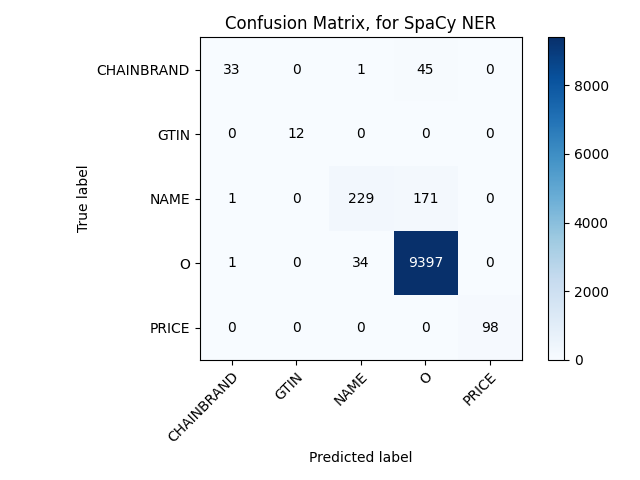 Confusion Matrix, for SpaCy NER
True label
CHAINBRAND 33 0 1 45 0
GTIN 0 12 0 0 0
NAME 1 0 229 171 0
O 1 0 34 9397 0
PRICE 0 0 0 0 98
CHAINBRAND GTIN NAME O PRICE
Predicted label
8000
6000
4000
2000
0